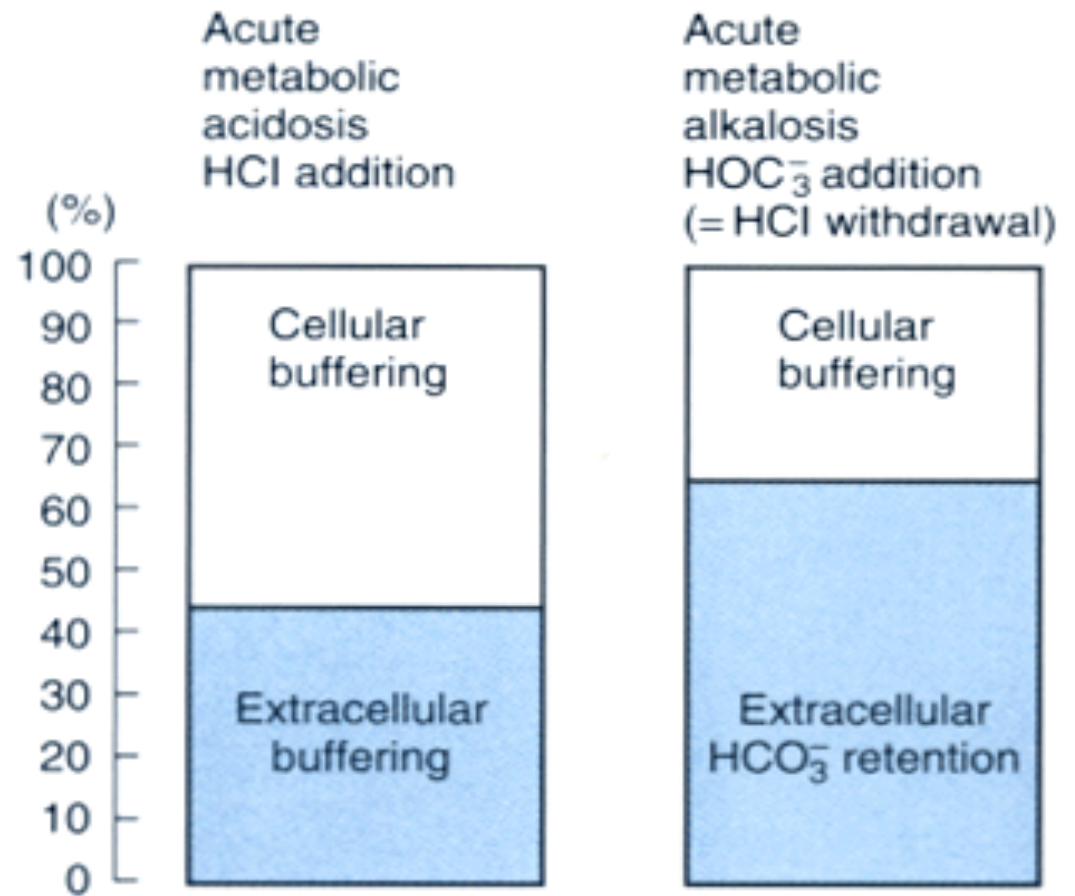 Acute
metabolic
acidosis
HCl addition
Acute
metabolic
alkalosis
HOC₃⁻ addition
(= HCl withdrawal)
(%)
100
90
80
70
60
50
40
30
20
10
0
Cellular
buffering
Extracellular
buffering
Cellular
buffering
Extracellular
HCO₃⁻ retention